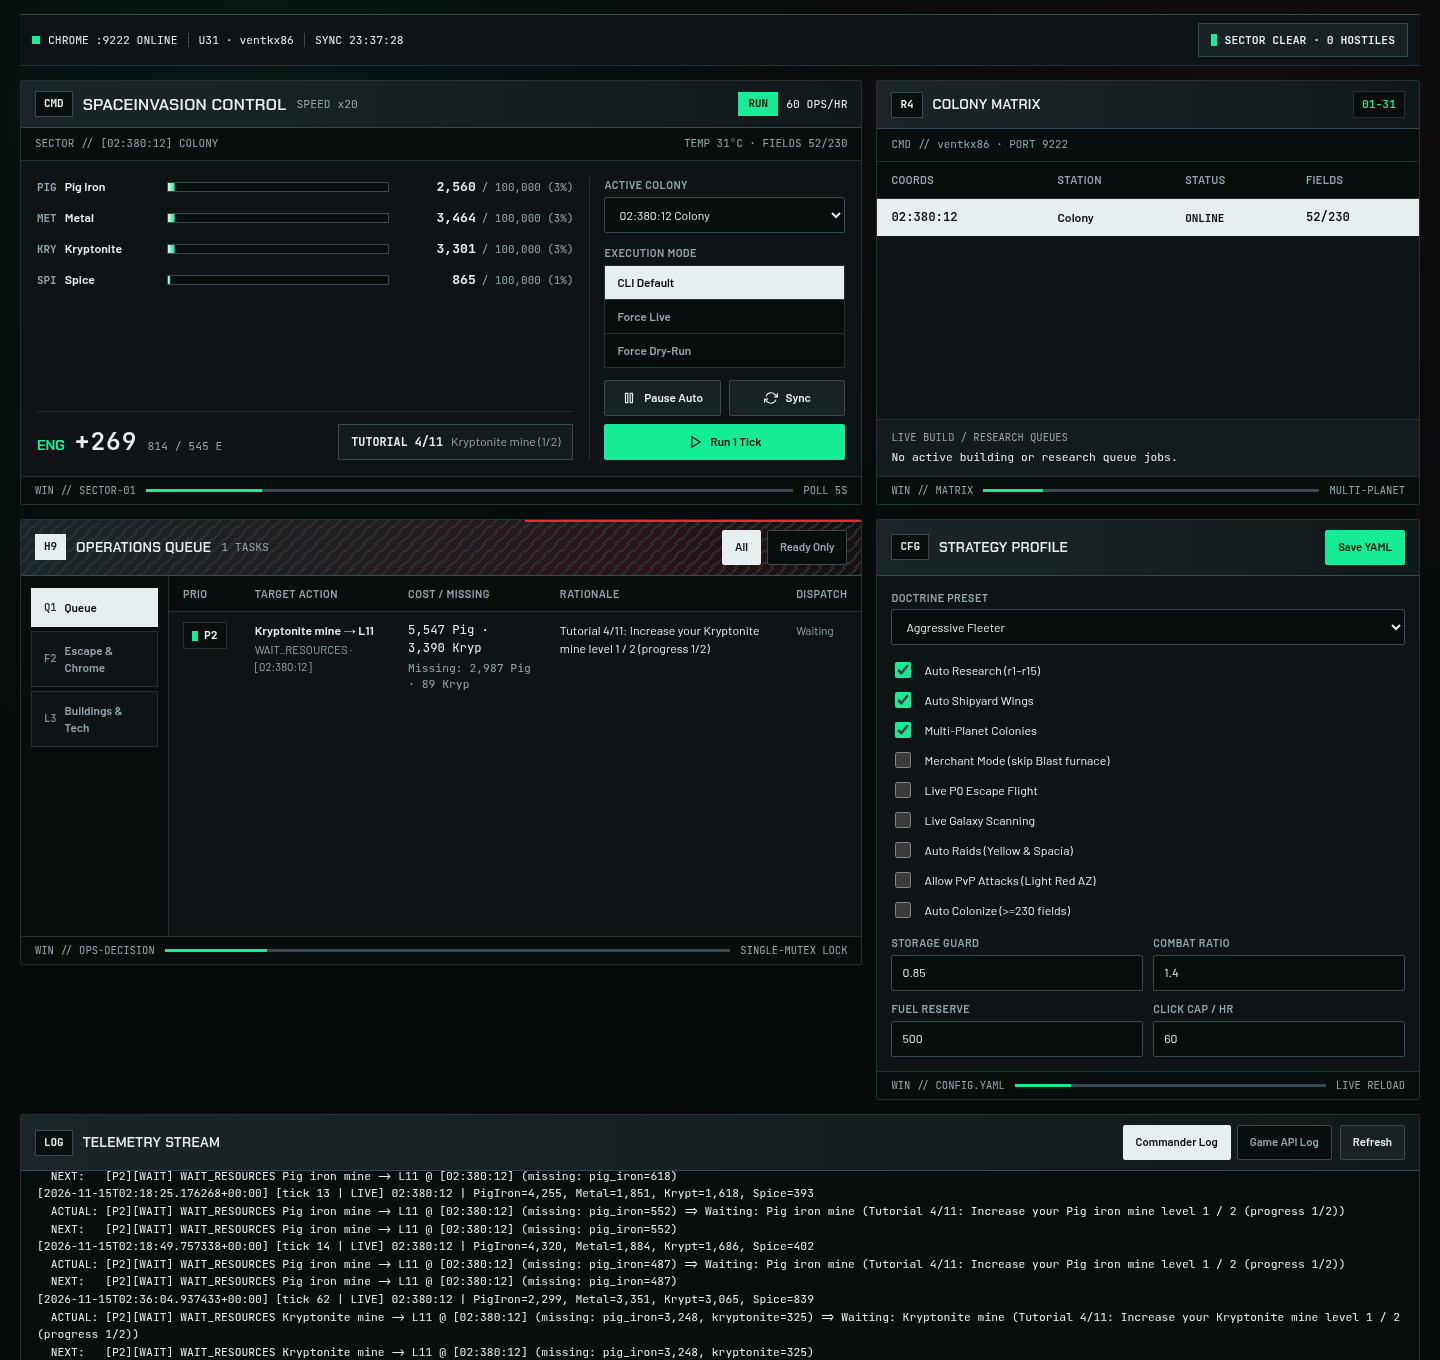 CHROME :9222 ONLINE
U31 · ventkx86
SYNC 23:37:28
SECTOR CLEAR · 0 HOSTILES
CMD SPACEINVASION CONTROL SPEED x20
RUN 60 OPS/HR
SECTOR // [02:380:12] COLONY
TEMP 31°C · FIELDS 52/230
PIG Pig Iron 2,560 / 100,000 (3%)
MET Metal 3,464 / 100,000 (3%)
KRY Kryptonite 3,301 / 100,000 (3%)
SPI Spice 865 / 100,000 (1%)
ENG +269 814 / 545 E
TUTORIAL 4/11 Kryptonite mine (1/2)
ACTIVE COLONY
02:380:12 Colony
EXECUTION MODE
CLI Default
Force Live
Force Dry-Run
Pause Auto
Sync
Run 1 Tick
WIN // SECTOR-01
POLL 5S
R4 COLONY MATRIX
01-31
CMD // ventkx86 · PORT 9222
COORDS STATION STATUS FIELDS
02:380:12 Colony ONLINE 52/230
LIVE BUILD / RESEARCH QUEUES
No active building or research queue jobs.
WIN // MATRIX
MULTI-PLANET
H9 OPERATIONS QUEUE 1 TASKS
All
Ready Only
Q1 Queue
F2 Escape &
Chrome
L3 Buildings &
Tech
PRIO TARGET ACTION COST / MISSING RATIONALE DISPATCH
P2
Kryptonite mine → L11
WAIT_RESOURCES ·
[02:380:12]
5,547 Pig ·
3,390 Kryp
Missing: 2,987 Pig
· 89 Kryp
Tutorial 4/11: Increase your Kryptonite
mine level 1 / 2 (progress 1/2)
Waiting
WIN // OPS-DECISION
SINGLE-MUTEX LOCK
CFG STRATEGY PROFILE
Save YAML
DOCTRINE PRESET
Aggressive Fleeter
Auto Research (r1-r15)
Auto Shipyard Wings
Multi-Planet Colonies
Merchant Mode (skip Blast furnace)
Live P0 Escape Flight
Live Galaxy Scanning
Auto Raids (Yellow & Spacia)
Allow PvP Attacks (Light Red AZ)
Auto Colonize (>=230 fields)
STORAGE GUARD COMBAT RATIO
0.85 1.4
FUEL RESERVE CLICK CAP / HR
500 60
WIN // CONFIG.YAML
LIVE RELOAD
LOG TELEMETRY STREAM
Commander Log
Game API Log
Refresh
NEXT: [P2][WAIT] WAIT_RESOURCES Pig iron mine -> L11 @ [02:380:12] (missing: pig_iron=618)
[2026-11-15T02:18:25.176268+00:00] [tick 13 | LIVE] 02:380:12 | PigIron=4,255, Metal=1,851, Krypt=1,618, Spice=393
ACTUAL: [P2][WAIT] WAIT_RESOURCES Pig iron mine -> L11 @ [02:380:12] (missing: pig_iron=552) => Waiting: Pig iron mine (Tutorial 4/11: Increase your Pig iron mine level 1 / 2 (progress 1/2))
NEXT: [P2][WAIT] WAIT_RESOURCES Pig iron mine -> L11 @ [02:380:12] (missing: pig_iron=552)
[2026-11-15T02:18:49.757338+00:00] [tick 14 | LIVE] 02:380:12 | PigIron=4,320, Metal=1,884, Krypt=1,686, Spice=402
ACTUAL: [P2][WAIT] WAIT_RESOURCES Pig iron mine -> L11 @ [02:380:12] (missing: pig_iron=487) => Waiting: Pig iron mine (Tutorial 4/11: Increase your Pig iron mine level 1 / 2 (progress 1/2))
NEXT: [P2][WAIT] WAIT_RESOURCES Pig iron mine -> L11 @ [02:380:12] (missing: pig_iron=487)
[2026-11-15T02:36:04.937433+00:00] [tick 62 | LIVE] 02:380:12 | PigIron=2,299, Metal=3,351, Krypt=3,065, Spice=839
ACTUAL: [P2][WAIT] WAIT_RESOURCES Kryptonite mine -> L11 @ [02:380:12] (missing: pig_iron=3,248, kryptonite=325) => Waiting: Kryptonite mine (Tutorial 4/11: Increase your Kryptonite mine level 1 / 2
(progress 1/2))
NEXT: [P2][WAIT] WAIT_RESOURCES Kryptonite mine -> L11 @ [02:380:12] (missing: pig_iron=3,248, kryptonite=325)